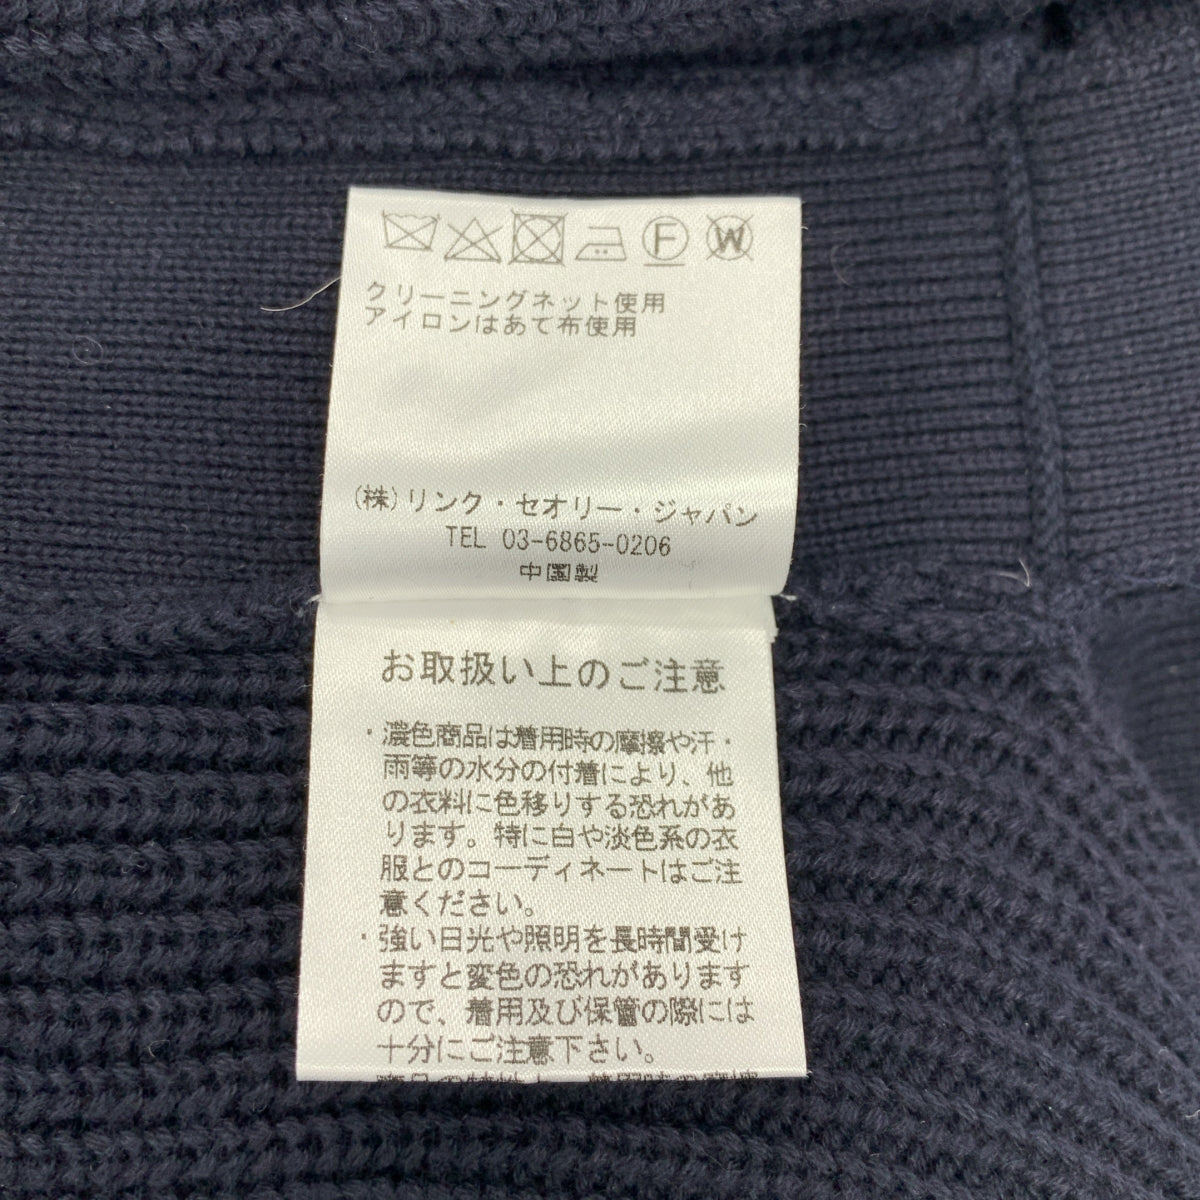 F W
クリーニングネット使用
アイロンはあて布使用
(株)リンク・セオリー・ジャパン
TEL 03-6865-0206
中国製
お取扱い上のご注意
・濃色商品は着用時の摩擦や汗・
雨等の水分の付着により、他
の衣料に色移りする恐れがあ
ります。特に白や淡色系の衣
服とのコーディネートはご注
意ください。
・強い日光や照明を長時間受け
ますと変色の恐れがあります
ので、着用及び保管の際には
十分にご注意下さい。